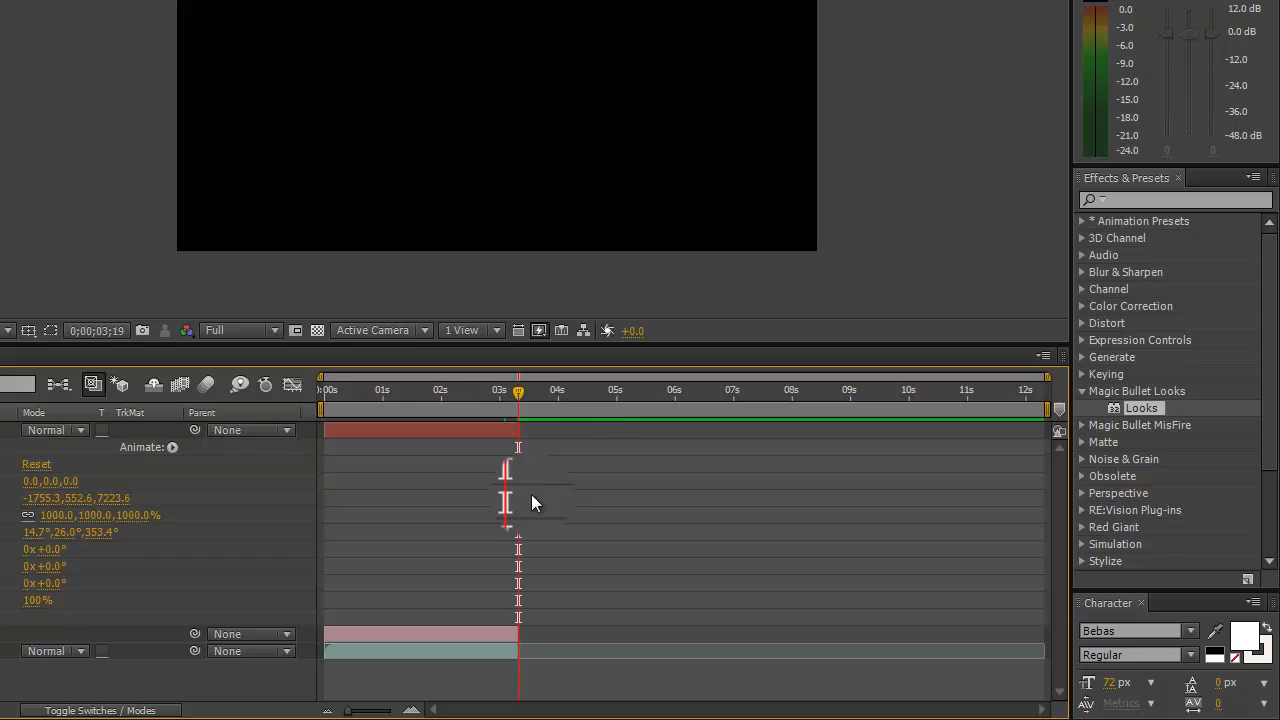 0.0
-3.0
-6.0
-9.0
-12.0
-15.0
-18.0
-21.0
-24.0
12.0 dB
0.0 dB
-12.0
-24.0
-36.0
-48.0 dB
0 0
Effects & Presets ×
* Animation Presets
3D Channel
Audio
Blur & Sharpen
Channel
Color Correction
Distort
Expression Controls
Generate
Keying
Magic Bullet Looks
32 Looks
Magic Bullet MisFire
Matte
Noise & Grain
Obsolete
Perspective
RE:Vision Plug-ins
Red Giant
Simulation
Stylize
0;00;03;19 Full Active Camera 1 View +0.0
:00s 01s 02s 03s 04s 05s 06s 07s 08s 09s 10s 11s 12s
Mode T TrkMat Parent
Normal None
Animate:
Reset
0.0,0.0,0.0
-1755.3,552.6,7223.6
1000.0,1000.0,1000.0%
14.7°,26.0°,353.4°
0x+0.0°
0x+0.0°
0x+0.0°
100%
None
Normal None
Toggle Switches / Modes
Character ×
Bebas
Regular
72 px 0 px
Metrics 0